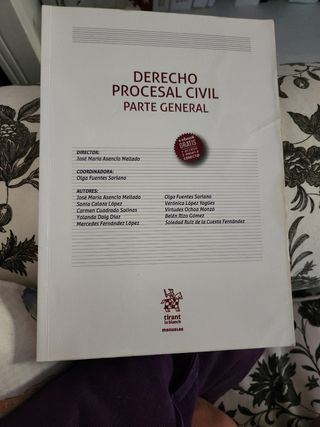 DERECHO
PROCESAL CIVIL
PARTE GENERAL
GRATIS
DIRECTOR:
José María Asencio Mellado
COORDINADORA:
Olga Fuentes Soriano
AUTORES:
José María Asencio Mellado
Sonia Calaza López
Carmen Cuadrado Salinas
Yolanda Doig Díaz
Mercedes Fernández López
Olga Fuentes Soriano
Verónica López Yagües
Virtudes Ochoa Monzó
Belén Rizo Gómez
Soledad Ruiz de la Cuesta Fernández
tirant
lo blanch
manuales